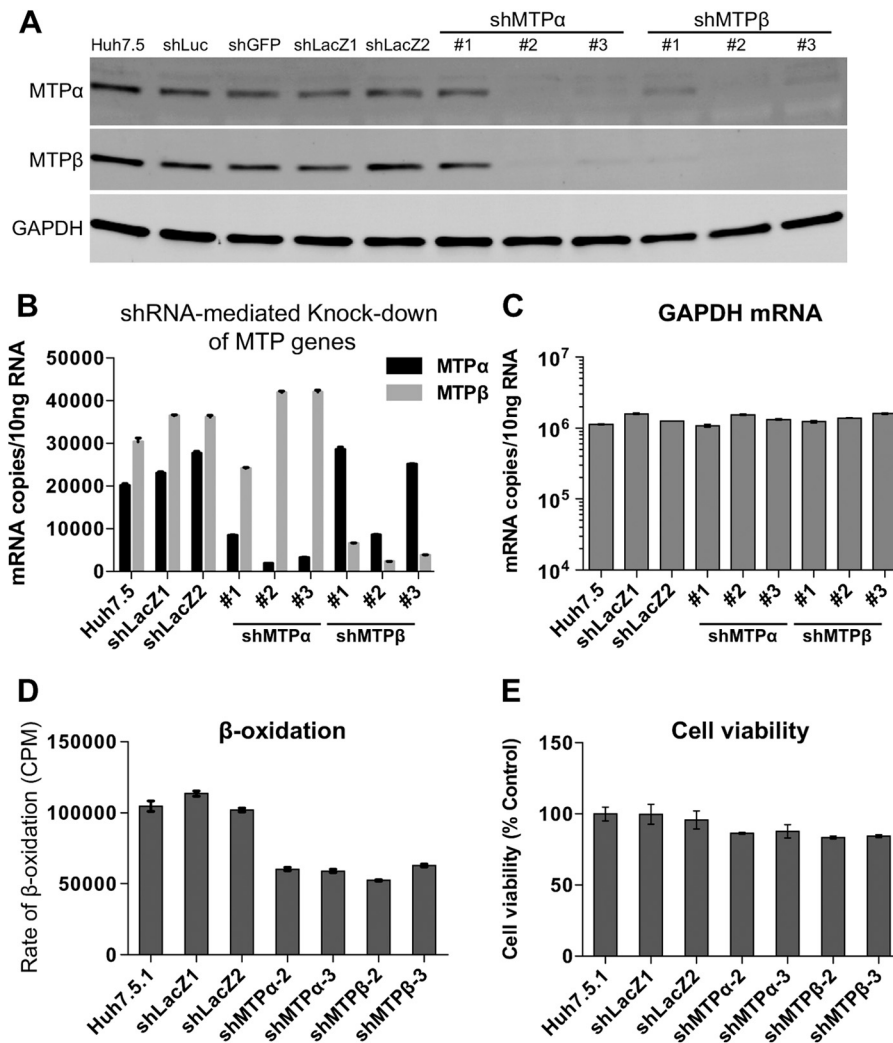 A
shMTPα shMTPβ
Huh7.5 shLuc shGFP shLacZ1 shLacZ2 #1 #2 #3 #1 #2 #3
MTPα
MTPβ
GAPDH
B
shRNA-mediated Knock-down
of MTP genes
mRNA copies/10ng RNA
50000
40000
30000
20000
10000
0
MTPα
MTPβ
Huh7.5 shLacZ1 shLacZ2 #1 #2 #3 #1 #2 #3
shMTPα shMTPβ
C
GAPDH mRNA
mRNA copies/10ng RNA
10⁷
10⁶
10⁵
10⁴
Huh7.5 shLacZ1 shLacZ2 #1 #2 #3 #1 #2 #3
shMTPα shMTPβ
D
β-oxidation
Rate of β-oxidation (CPM)
150000
100000
50000
0
Huh7.5.1 shLacZ1 shLacZ2 shMTPα-2 shMTPα-3 shMTPβ-2 shMTPβ-3
E
Cell viability
Cell viability (% Control)
150
100
50
0
Huh7.5.1 shLacZ1 shLacZ2 shMTPα-2 shMTPα-3 shMTPβ-2 shMTPβ-3